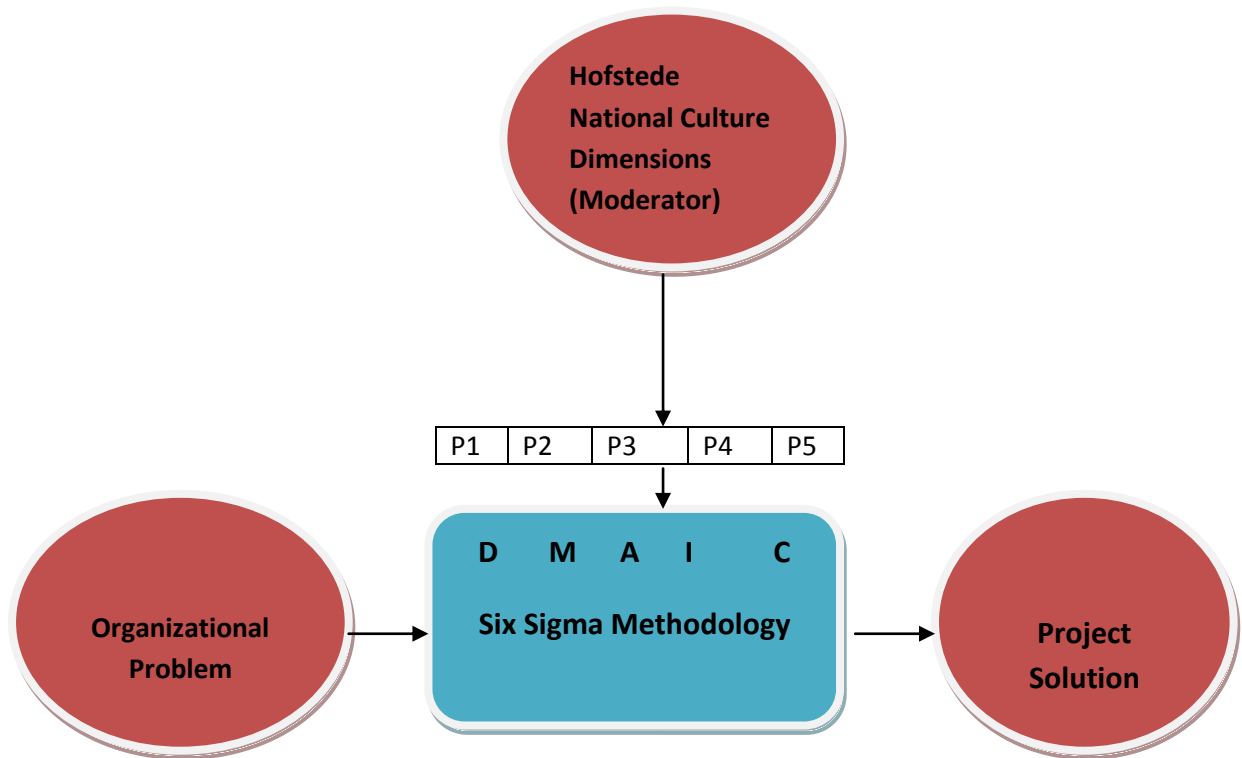 Hofstede
National Culture
Dimensions
(Moderator)
P1 P2 P3 P4 P5
D M A I C
Six Sigma Methodology
Organizational
Problem
Project
Solution